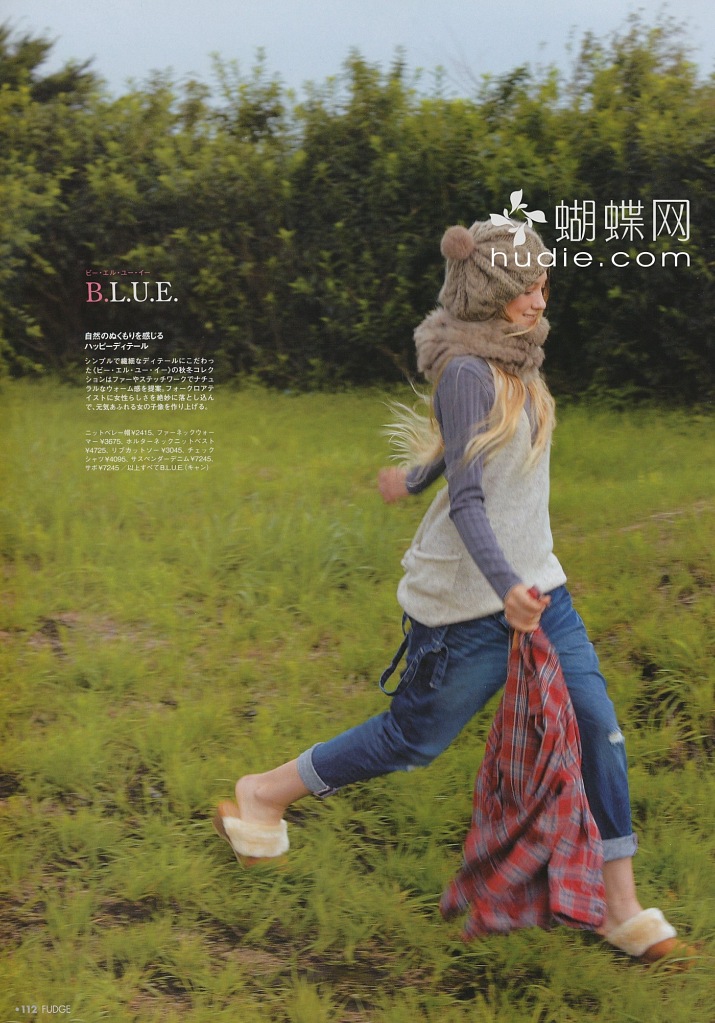 蝴蝶网
hudie.com
ビー・エル・ユー・イー
B.L.U.E.
自然のぬくもりを感じる
ハッピーディテール
シンプルで繊細なディテールにこだわっ
た《ビー・エル・ユー・イー》の秋冬コレク
ションはファーやステッチワークでナチュ
ラルなウォーム感を提案。フォークロアテ
イストに女性らしさを絶妙に落とし込ん
で、元気あふれる女の子像を作り上げる。
ニットベレー帽¥2415、ファーネックウォー
マー¥3675、ホルターネックニットベスト
¥4725、リブカットソー¥3045、チェック
シャツ¥4095、サスペンダーデニム¥7245、
サボ¥7245／以上すべてB.L.U.E.（キャン）
•112 FUDGE